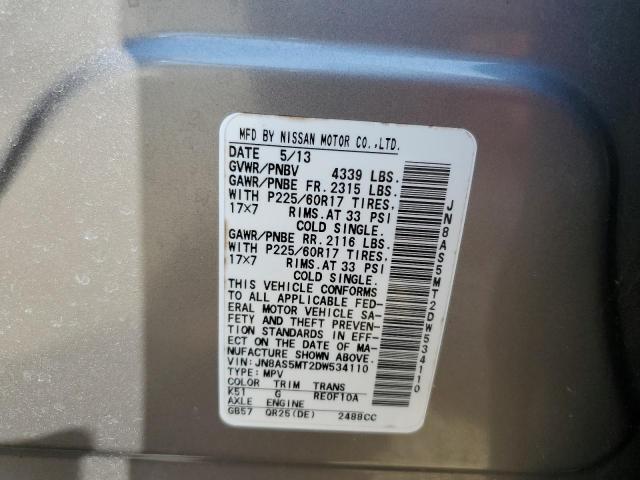 MFD BY NISSAN MOTOR CO.,LTD.
DATE 5/13
GVWR/PNBV 4339 LBS.
GAWR/PNBE FR. 2315 LBS.
WITH P225/60R17 TIRES.
17×7 RIMS.AT 33 PSI
COLD SINGLE.
GAWR/PNBE RR. 2116 LBS.
WITH P225/60R17 TIRES.
17×7 RIMS.AT 33 PSI
COLD SINGLE.
THIS VEHICLE CONFORMS
TO ALL APPLICABLE FED-
ERAL MOTOR VEHICLE SA-
FETY AND THEFT PREVEN-
TION STANDARDS IN EFF-
ECT ON THE DATE OF MA-
NUFACTURE SHOWN ABOVE.
VIN: JN8AS5MT2DW534110
TYPE: MPV
COLOR TRIM TRANS
K51 G RE0F10A
AXLE ENGINE
GB57 QR25(DE) 2488CC
JN8AS5MT2DW534110